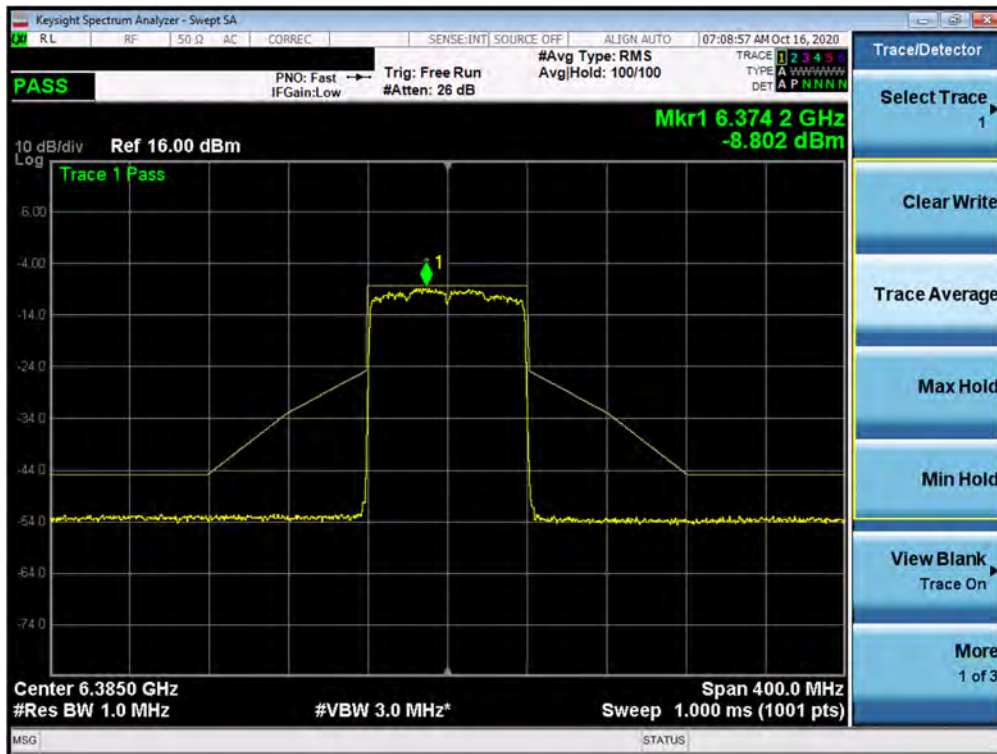 Keysight Spectrum Analyzer - Swept SA
RL RF 50 Ω AC CORREC SENSE:INT SOURCE OFF ALIGN AUTO 07:08:57 AM Oct 16, 2020
PASS
PNO: Fast
IFGain:Low
Trig: Free Run
#Atten: 26 dB
#Avg Type: RMS
Avg|Hold: 100/100
TRACE 1 2 3 4 5 6
TYPE A WWWWW
DET A P N N N N
Mkr1 6.374 2 GHz
-8.802 dBm
10 dB/div Ref 16.00 dBm
Log
Trace 1 Pass
1
6.00
-4.00
-14.0
-24.0
-34.0
-44.0
-54.0
-64.0
-74.0
Center 6.3850 GHz Span 400.0 MHz
#Res BW 1.0 MHz #VBW 3.0 MHz* Sweep 1.000 ms (1001 pts)
MSG STATUS
Trace/Detector
Select Trace
1
Clear Write
Trace Average
Max Hold
Min Hold
View Blank
Trace On
More
1 of 3